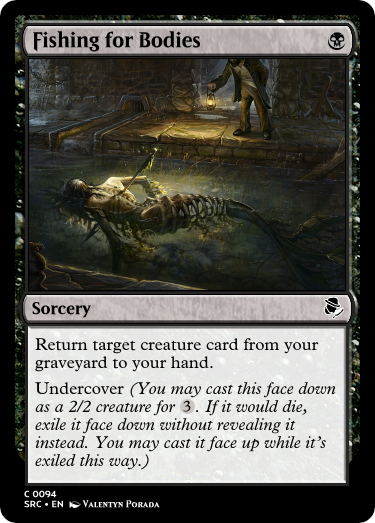 Fishing for Bodies
Sorcery
Return target creature card from your
graveyard to your hand.
Undercover (You may cast this face down
as a 2/2 creature for 3. If it would die,
exile it face down without revealing it
instead. You may cast it face up while it's
exiled this way.)
C 0094
SRC • EN Valentyn Porada